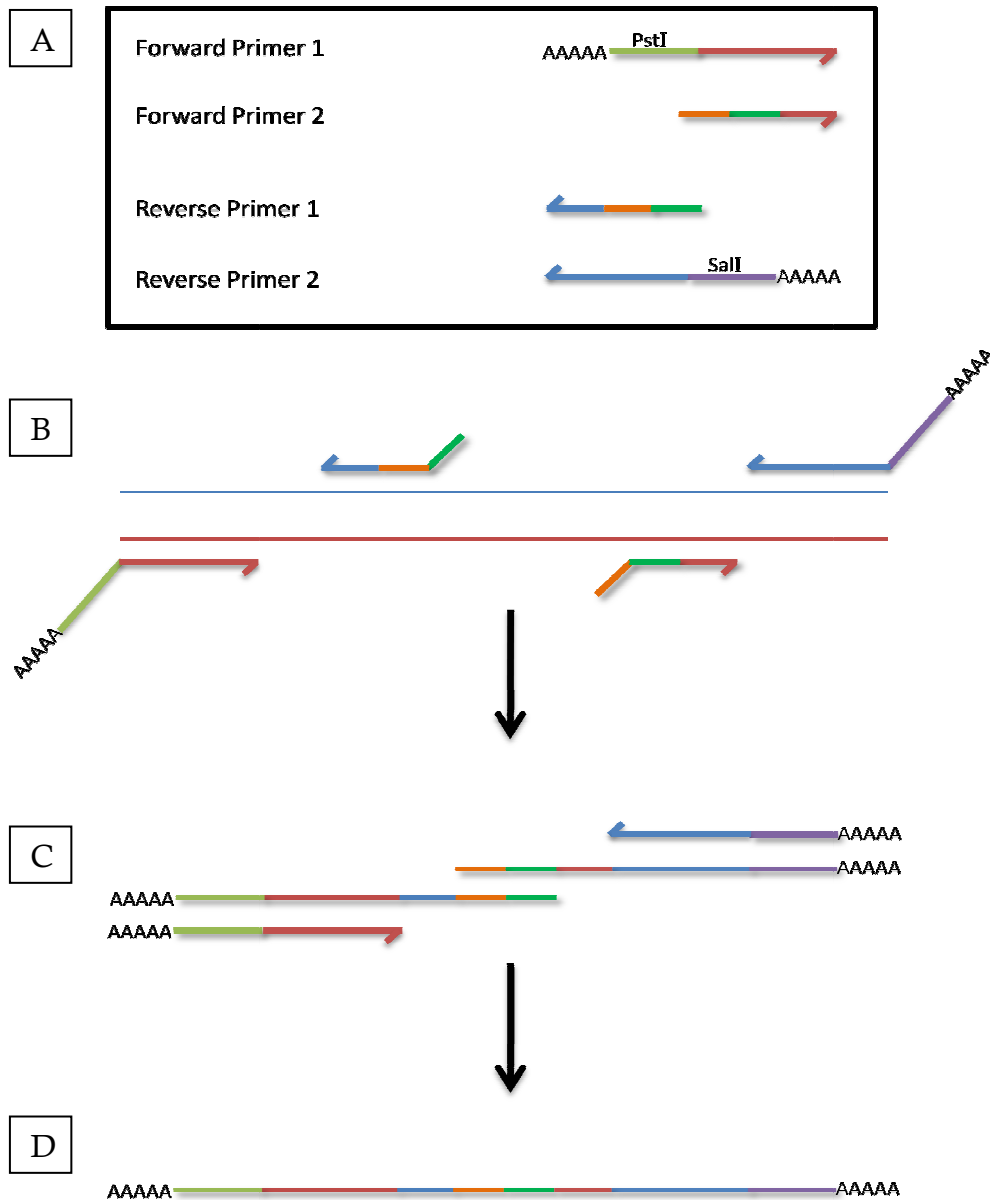 A
Forward Primer 1
AAAAA PstI
Forward Primer 2
Reverse Primer 1
Reverse Primer 2
SalI AAAAA
B
AAAAA
AAAAA
C
AAAAA
AAAAA
AAAAA
AAAAA
D
AAAAA AAAAA